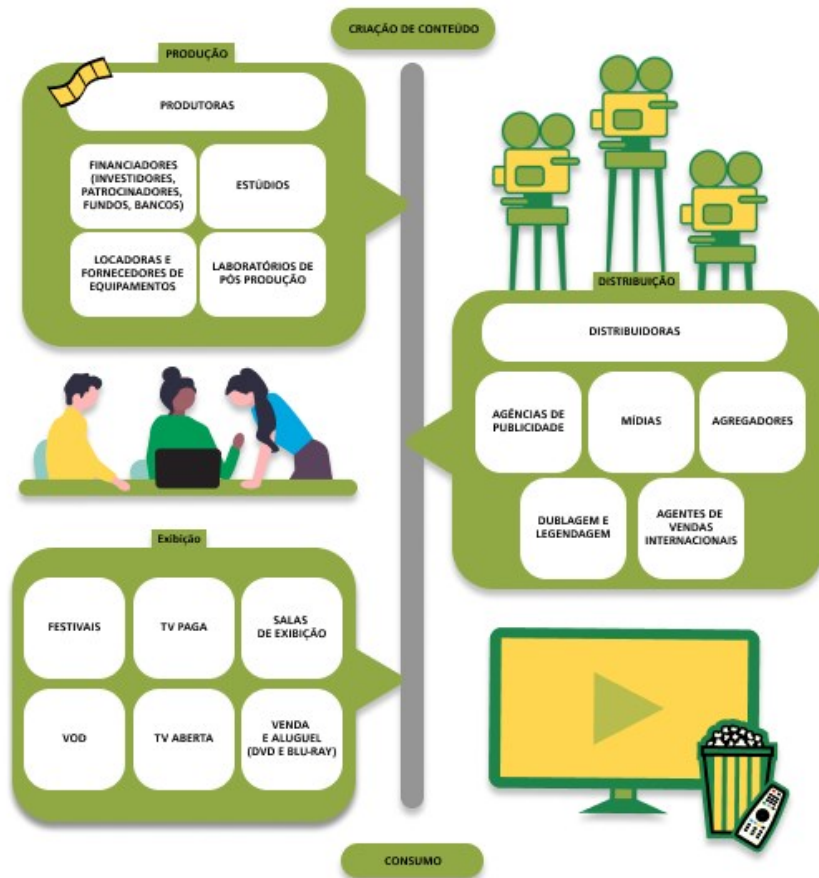 CRIAÇÃO DE CONTEÚDO
PRODUÇÃO
PRODUTORAS
FINANCIADORES
(INVESTIDORES,
PATROCINADORES,
FUNDOS, BANCOS)
ESTÚDIOS
LOCADORAS E
FORNECEDORES DE
EQUIPAMENTOS
LABORATÓRIOS DE
PÓS PRODUÇÃO
DISTRIBUIÇÃO
DISTRIBUIDORAS
AGÊNCIAS DE
PUBLICIDADE
MÍDIAS
AGREGADORES
DUBLAGEM E
LEGENDAGEM
AGENTES DE
VENDAS
INTERNACIONAIS
Exibição
FESTIVAIS
TV PAGA
SALAS
DE EXIBIÇÃO
VOD
TV ABERTA
VENDA
E ALUGUEL
(DVD E BLU-RAY)
CONSUMO